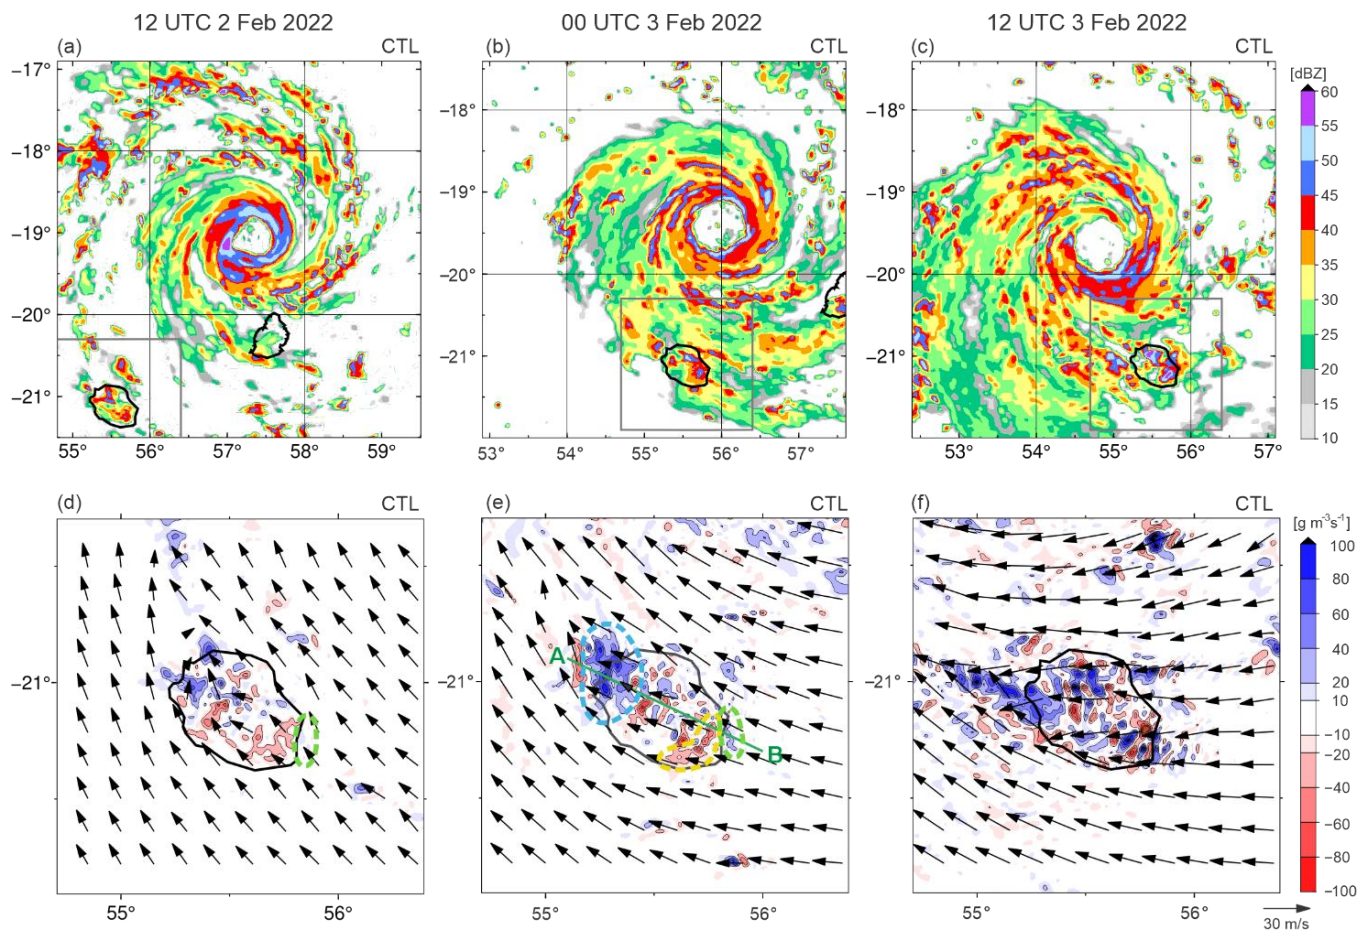 12 UTC 2 Feb 2022
00 UTC 3 Feb 2022
12 UTC 3 Feb 2022
(a) CTL
(b) CTL
(c) CTL
[dBZ]
−17°
−18°
−19°
−20°
−21°
55° 56° 57° 58° 59°
−18°
−19°
−20°
−21°
53° 54° 55° 56° 57°
−18°
−19°
−20°
−21°
53° 54° 55° 56° 57°
60
55
50
45
40
35
30
20
15
10
(d) CTL
(e) CTL
(f) CTL
[g m⁻³s⁻¹]
−21°
55° 56°
−21°
A
B
55° 56°
−21°
55° 56°
100
80
60
40
20
10
−10
−20
−40
−60
−80
−100
30 m/s